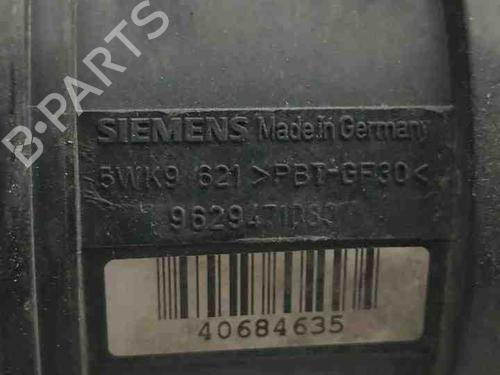 B-PARTS
SIEMENS Made in Germany
5WK9 621 >PBT-GF30<
40684635